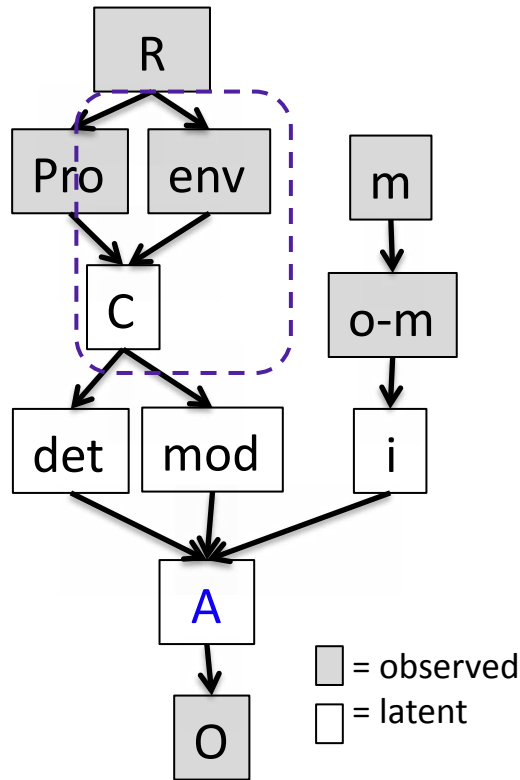 R
Pro env
m
C
o-m
det mod i
A
= observed
= latent
O